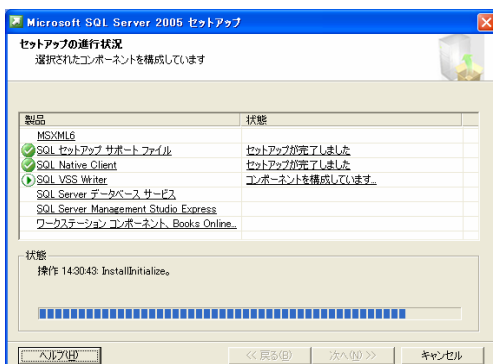 Microsoft SQL Server 2005 セットアップ
セットアップの進行状況
選択されたコンポーネントを構成しています
製品 状態
MSXML6
SQL セットアップ サポート ファイル セットアップが完了しました
SQL Native Client セットアップが完了しました
SQL VSS Writer コンポーネントを構成しています...
SQL Server データベース サービス
SQL Server Management Studio Express
ワークステーション コンポーネント、Books Online...
状態
操作 14:30:43: InstallInitialize。
ヘルプ(H) << 戻る(B) 次へ(N) >> キャンセル